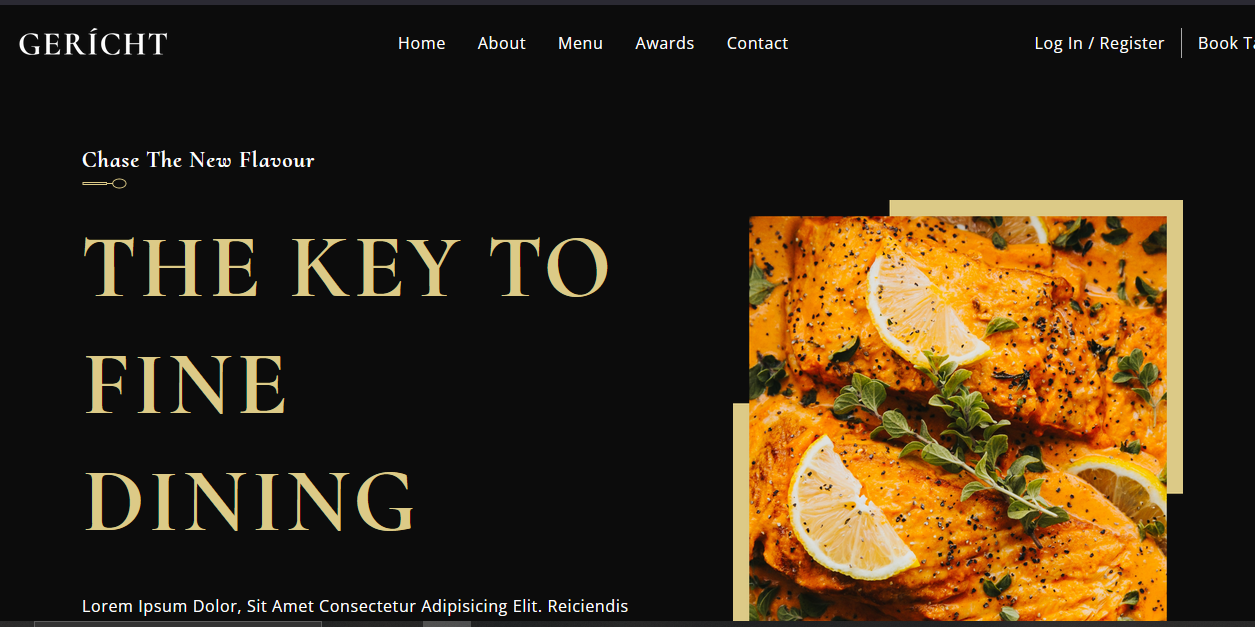 GERÍCHT
Home About Menu Awards Contact
Log In / Register
Book Ta
Chase The New Flavour
THE KEY TO
FINE
DINING
Lorem Ipsum Dolor, Sit Amet Consectetur Adipisicing Elit. Reiciendis